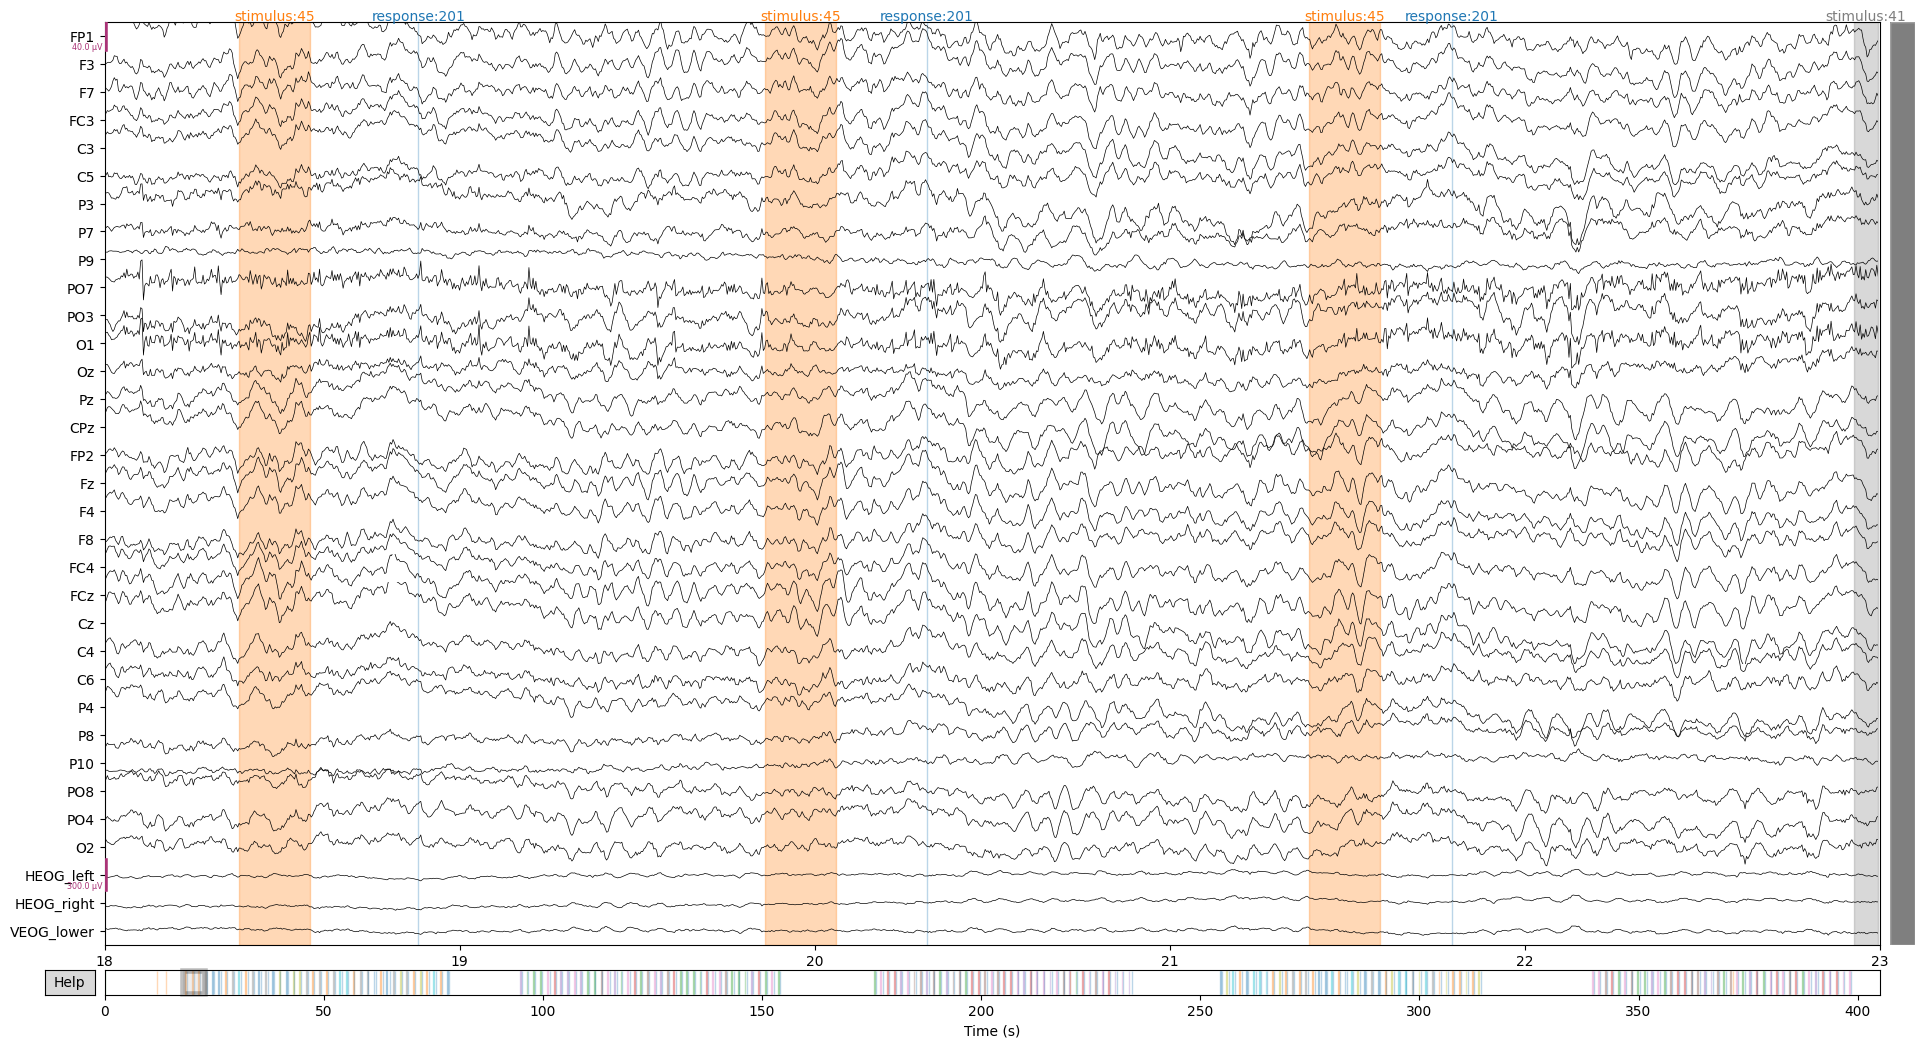 stimulus:45 response:201 stimulus:45 response:201 stimulus:45 response:201 stimulus:41
FP1
40.0 µV
F3
F7
FC3
C3
C5
P3
P7
P9
PO7
PO3
O1
Oz
Pz
CPz
FP2
Fz
F4
F8
FC4
FCz
Cz
C4
C6
P4
P8
P10
PO8
PO4
O2
HEOG_left
300.0 µV
HEOG_right
VEOG_lower
18 19 20 21 22 23
Help
0 50 100 150 200 250 300 350 400
Time (s)